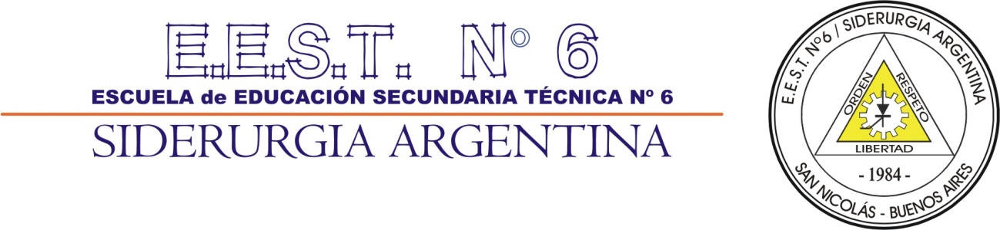 E.E.S.T. Nº 6
ESCUELA de EDUCACIÓN SECUNDARIA TÉCNICA Nº 6
SIDERURGIA ARGENTINA
E.E.S.T. Nº6 / SIDERURGIA ARGENTINA
ORDEN
RESPETO
LIBERTAD
- 1984 -
SAN NICOLÁS - BUENOS AIRES